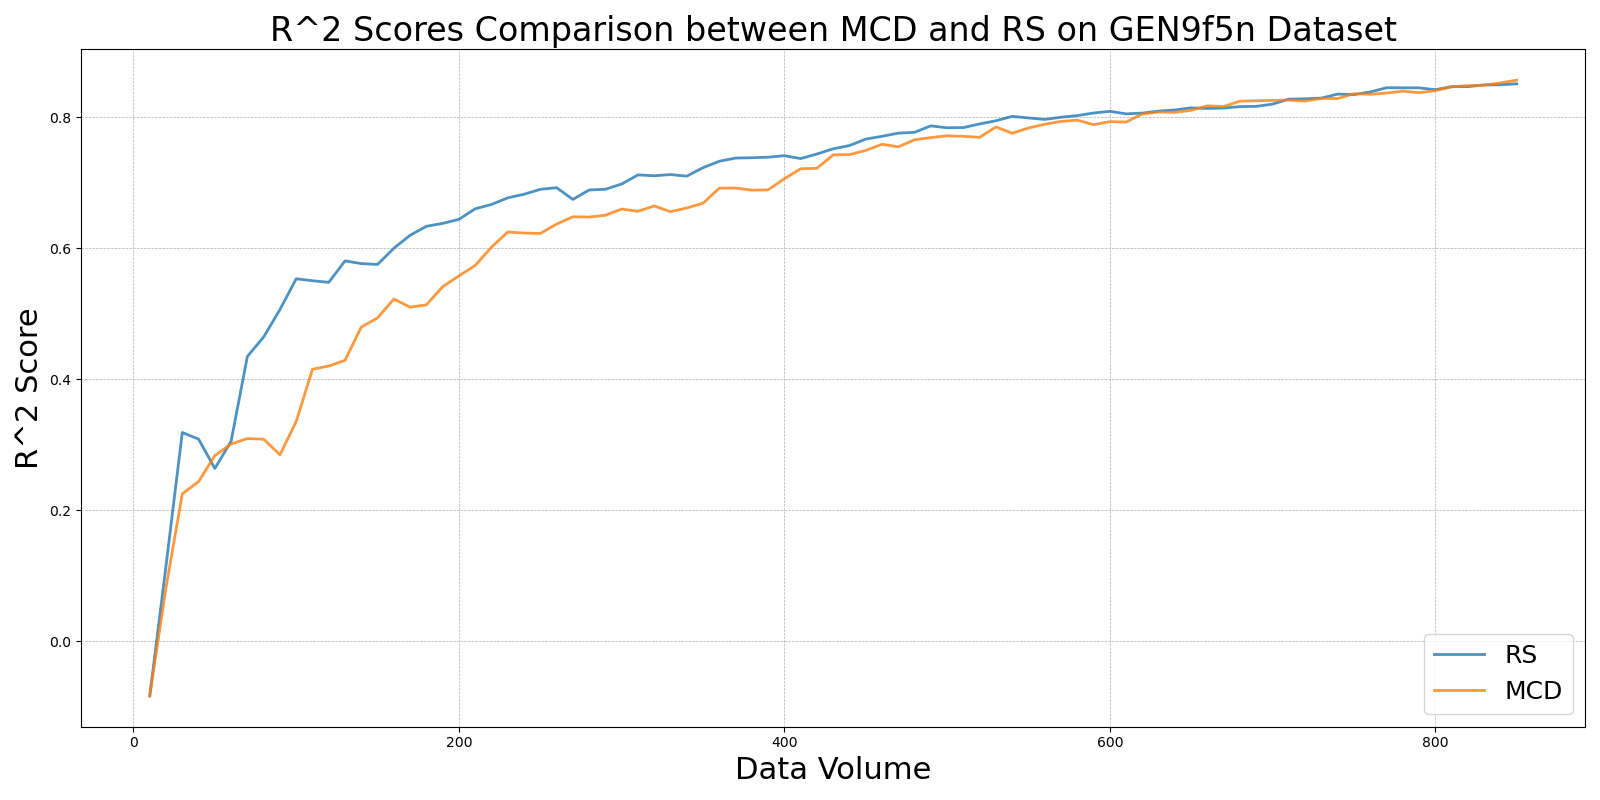 R^2 Scores Comparison between MCD and RS on GEN9f5n Dataset
R^2 Score
0.8
0.6
0.4
0.2
0.0
0 200 400 600 800
Data Volume
RS
MCD